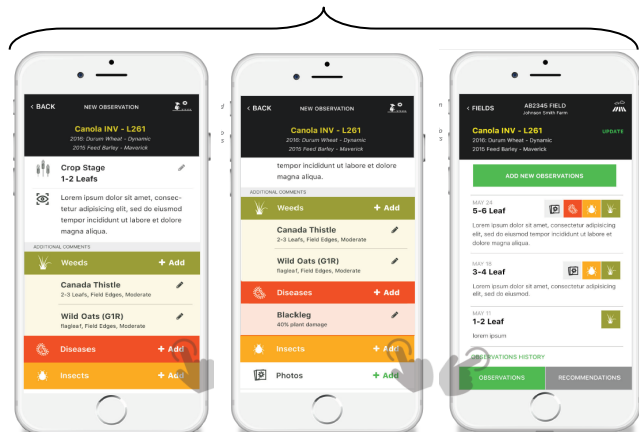 < BACK
NEW OBSERVATION
Canola INV - L261
2016: Durum Wheat - Dynamic
2015 Feed Barley - Maverick
Crop Stage
1-2 Leafs
Lorem ipsum dolor sit amet, consec-
tetur adipisicing elit, sed do eiusmod
tempor incididunt ut labore et dolore
magna aliqua.
ADDITIONAL COMMENTS
Weeds + Add
Canada Thistle
2-3 Leafs, Field Edges, Moderate
Wild Oats (G1R)
flagleaf, Field Edges, Moderate
Diseases + Add
Insects + Add
< BACK
NEW OBSERVATION
Canola INV - L261
2016: Durum Wheat - Dynamic
2015 Feed Barley - Maverick
tempor incididunt ut labore et dolore
magna aliqua.
ADDITIONAL COMMENTS
Weeds + Add
Canada Thistle
2-3 Leafs, Field Edges, Moderate
Wild Oats (G1R)
flagleaf, Field Edges, Moderate
Diseases + Add
Blackleg
40% plant damage
Insects + Add
Photos + Add
< FIELDS
AB2345 FIELD
Johnson Smith Farm
Canola INV - L261 UPDATE
2016: Durum Wheat - Dynamic
2015 Feed Barley - Maverick
ADD NEW OBSERVATIONS
MAY 24
5-6 Leaf
Lorem ipsum dolor sit amet, consectetur adipisicing
elit, sed do eiusmod tempor incididunt ut labore et
dolore magna aliqua.
MAY 18
3-4 Leaf
Lorem ipsum dolor sit amet, consectetur adipisicing
elit, sed do eiusmod.
MAY 11
1-2 Leaf
lorem ipsum
OBSERVATIONS HISTORY
OBSERVATIONS
RECOMMENDATIONS